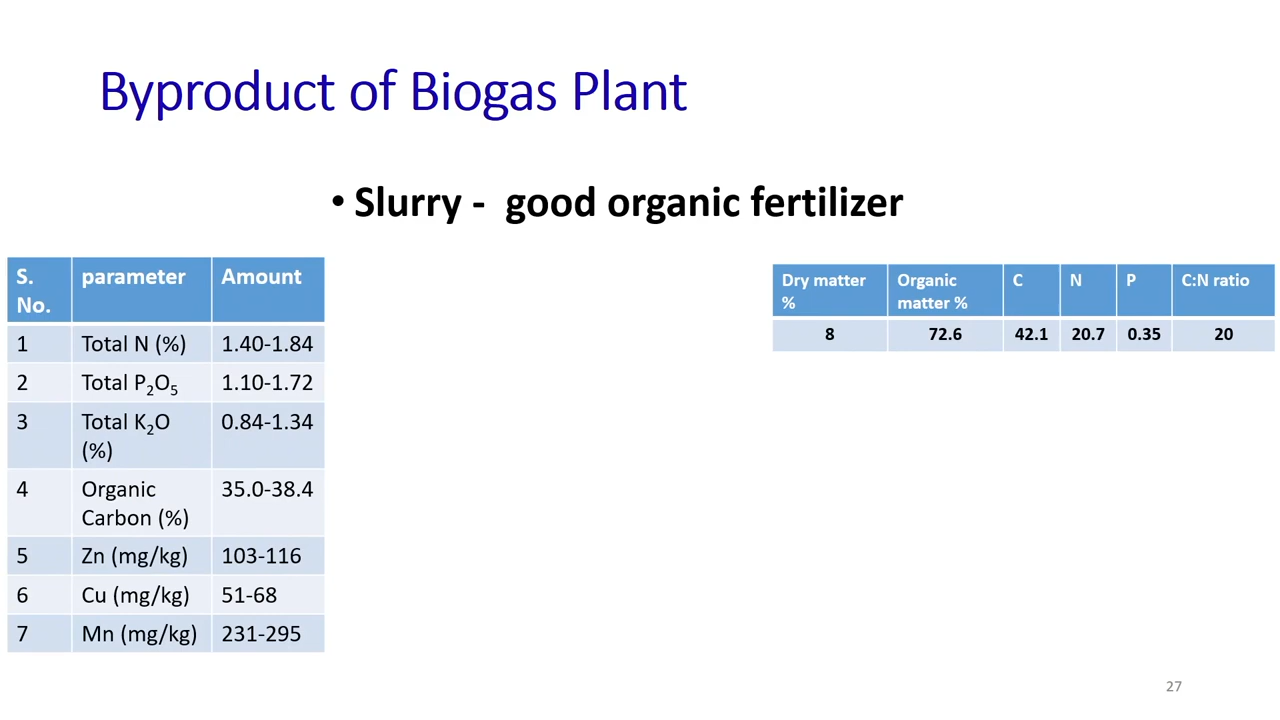 Byproduct of Biogas Plant
• Slurry - good organic fertilizer
S. No. parameter Amount
1 Total N (%) 1.40-1.84
2 Total P₂O₅ 1.10-1.72
3 Total K₂O (%) 0.84-1.34
4 Organic Carbon (%) 35.0-38.4
5 Zn (mg/kg) 103-116
6 Cu (mg/kg) 51-68
7 Mn (mg/kg) 231-295
Dry matter % Organic matter % C N P C:N ratio
8 72.6 42.1 20.7 0.35 20
27